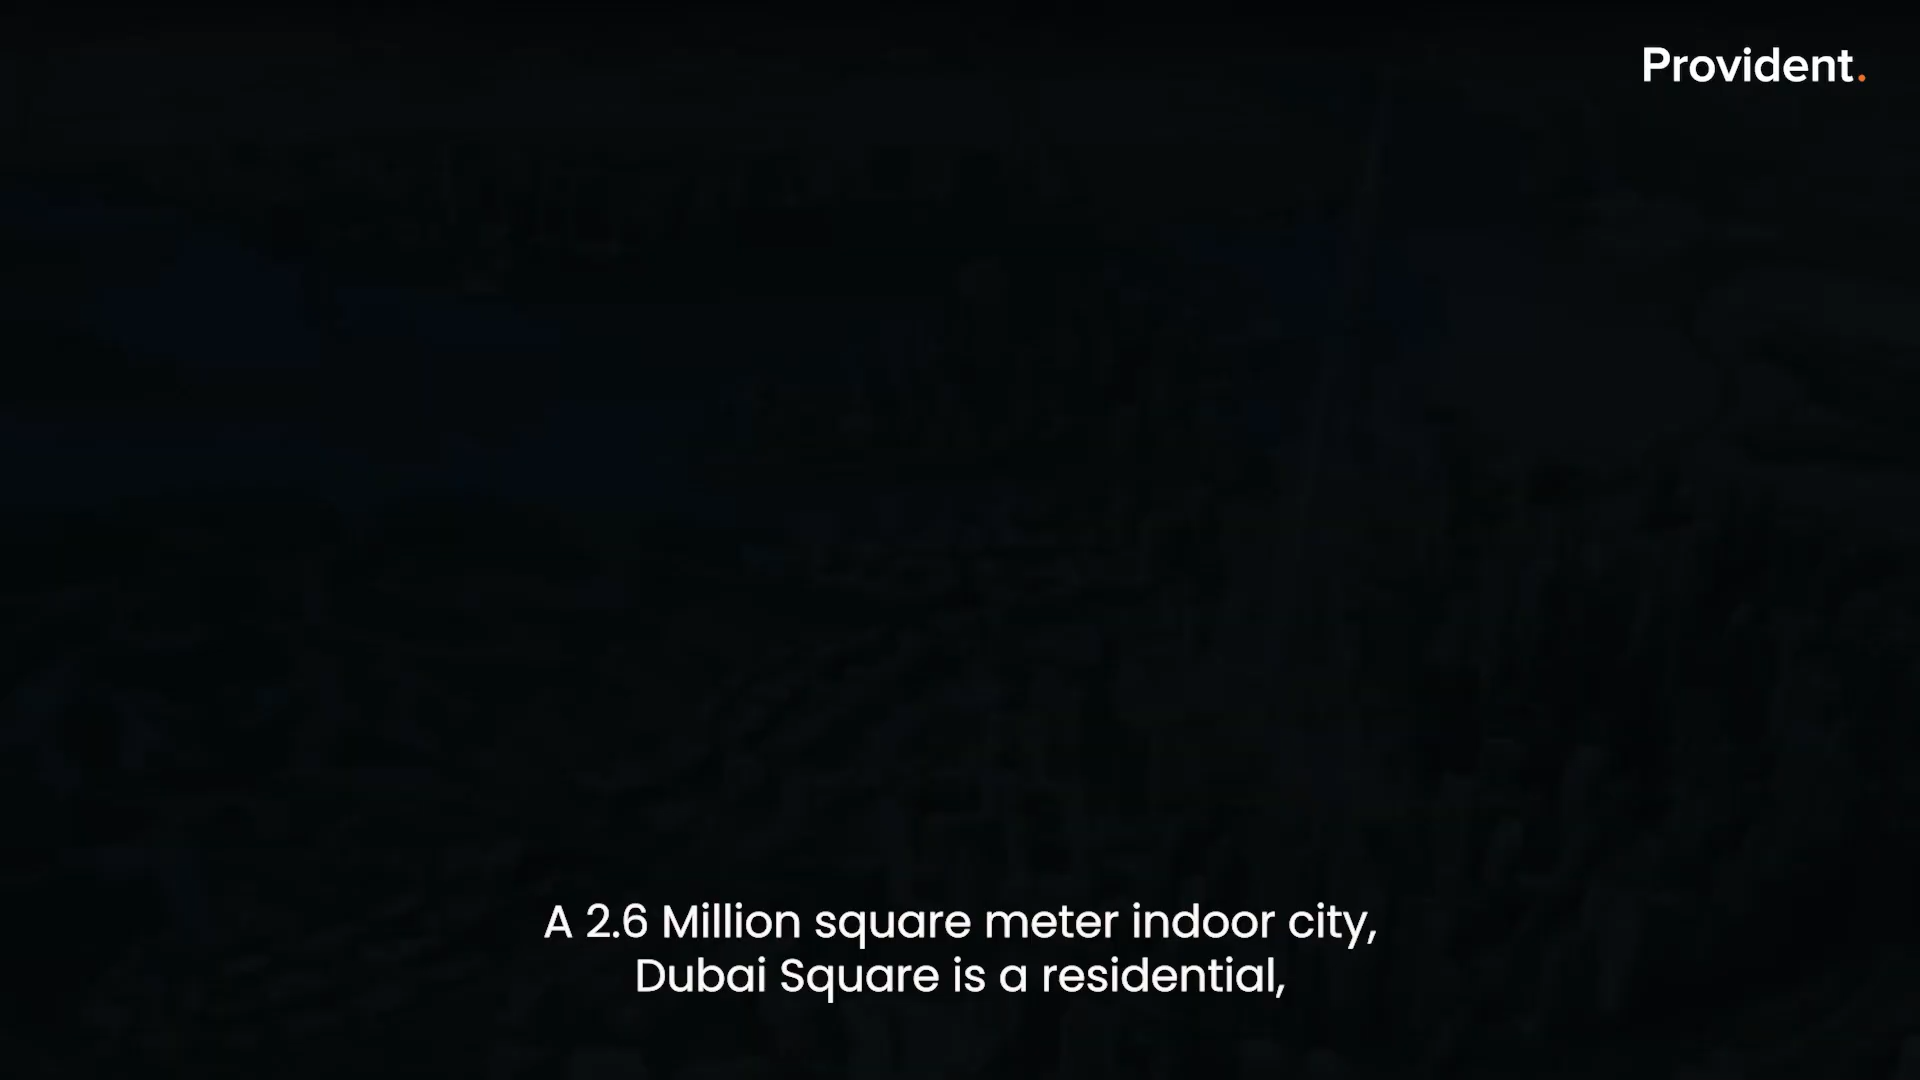 Provident.
A 2.6 Million square meter indoor city,
Dubai Square is a residential,